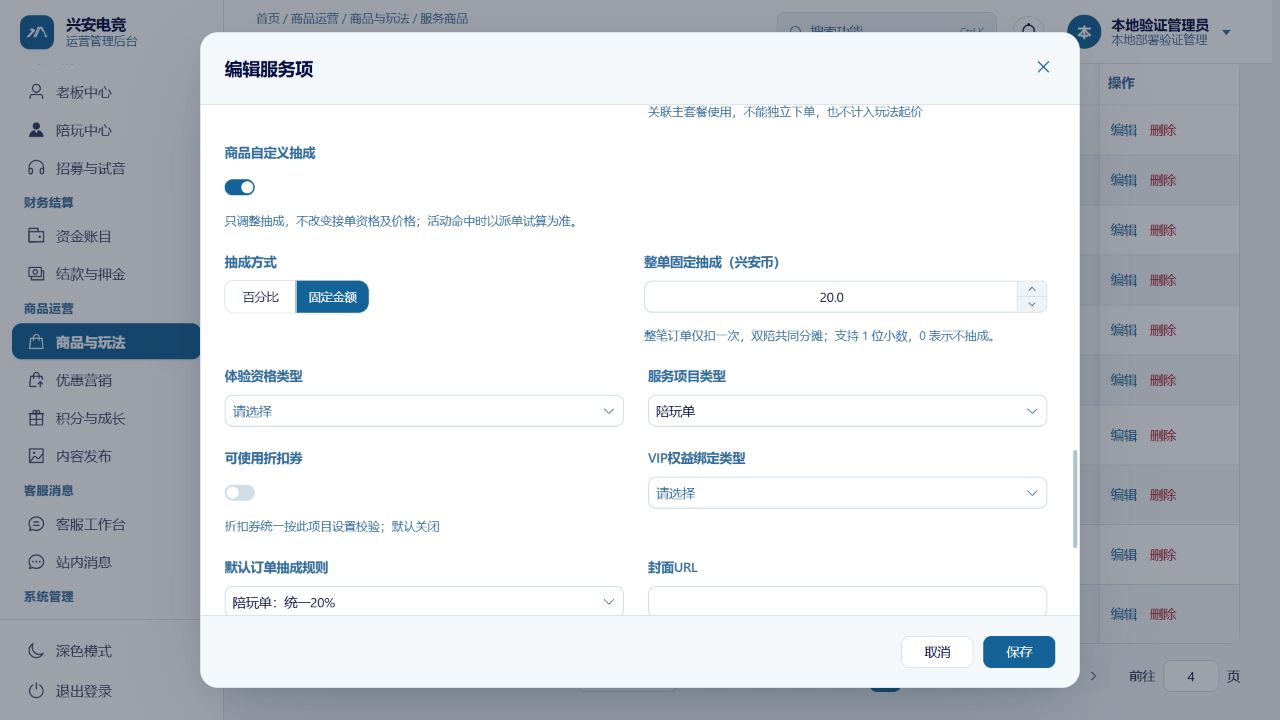 兴安电竞
运营管理后台
首页 / 商品运营 / 商品与玩法 / 服务商品
搜索功能
Ctrl K
本
本地验证管理员
本地部署验证管理
老板中心
陪玩中心
招募与试音
财务结算
资金账目
结款与押金
商品运营
商品与玩法
优惠营销
积分与成长
内容发布
客服消息
客服工作台
站内消息
系统管理
深色模式
退出登录
编辑服务项
关联主套餐使用，不能独立下单，也不计入玩法起价
商品自定义抽成
只调整抽成，不改变接单资格及价格；活动命中时以派单试算为准。
抽成方式
整单固定抽成（兴安币）
百分比
固定金额
20.0
整笔订单仅扣一次，双陪共同分摊；支持 1 位小数，0 表示不抽成。
体验资格类型
服务项目类型
请选择
陪玩单
可使用折扣券
VIP权益绑定类型
请选择
折扣券统一按此项目设置校验；默认关闭
默认订单抽成规则
封面URL
陪玩单：统一20%
取消
保存
操作
编辑 删除
编辑 删除
编辑 删除
编辑 删除
编辑 删除
编辑 删除
编辑 删除
编辑 删除
编辑 删除
编辑 删除
前往 4 页